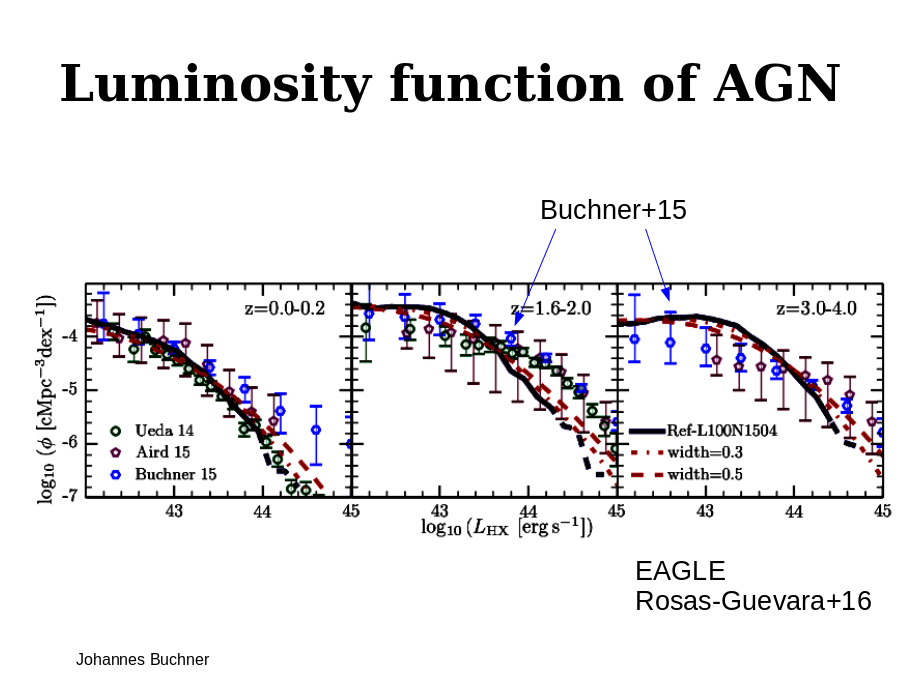 Luminosity function of AGN
Buchner+15
z=0.0-0.2
z=1.6-2.0
z=3.0-4.0
log₁₀ (ϕ [cMpc⁻³dex⁻¹])
-4
-5
-6
-7
Ueda 14
Aird 15
Buchner 15
Ref-L100N1504
width=0.3
width=0.5
43 44 45 43 44 45 43 44 45
log₁₀ (L_HX [erg s⁻¹])
EAGLE
Rosas-Guevara+16
Johannes Buchner